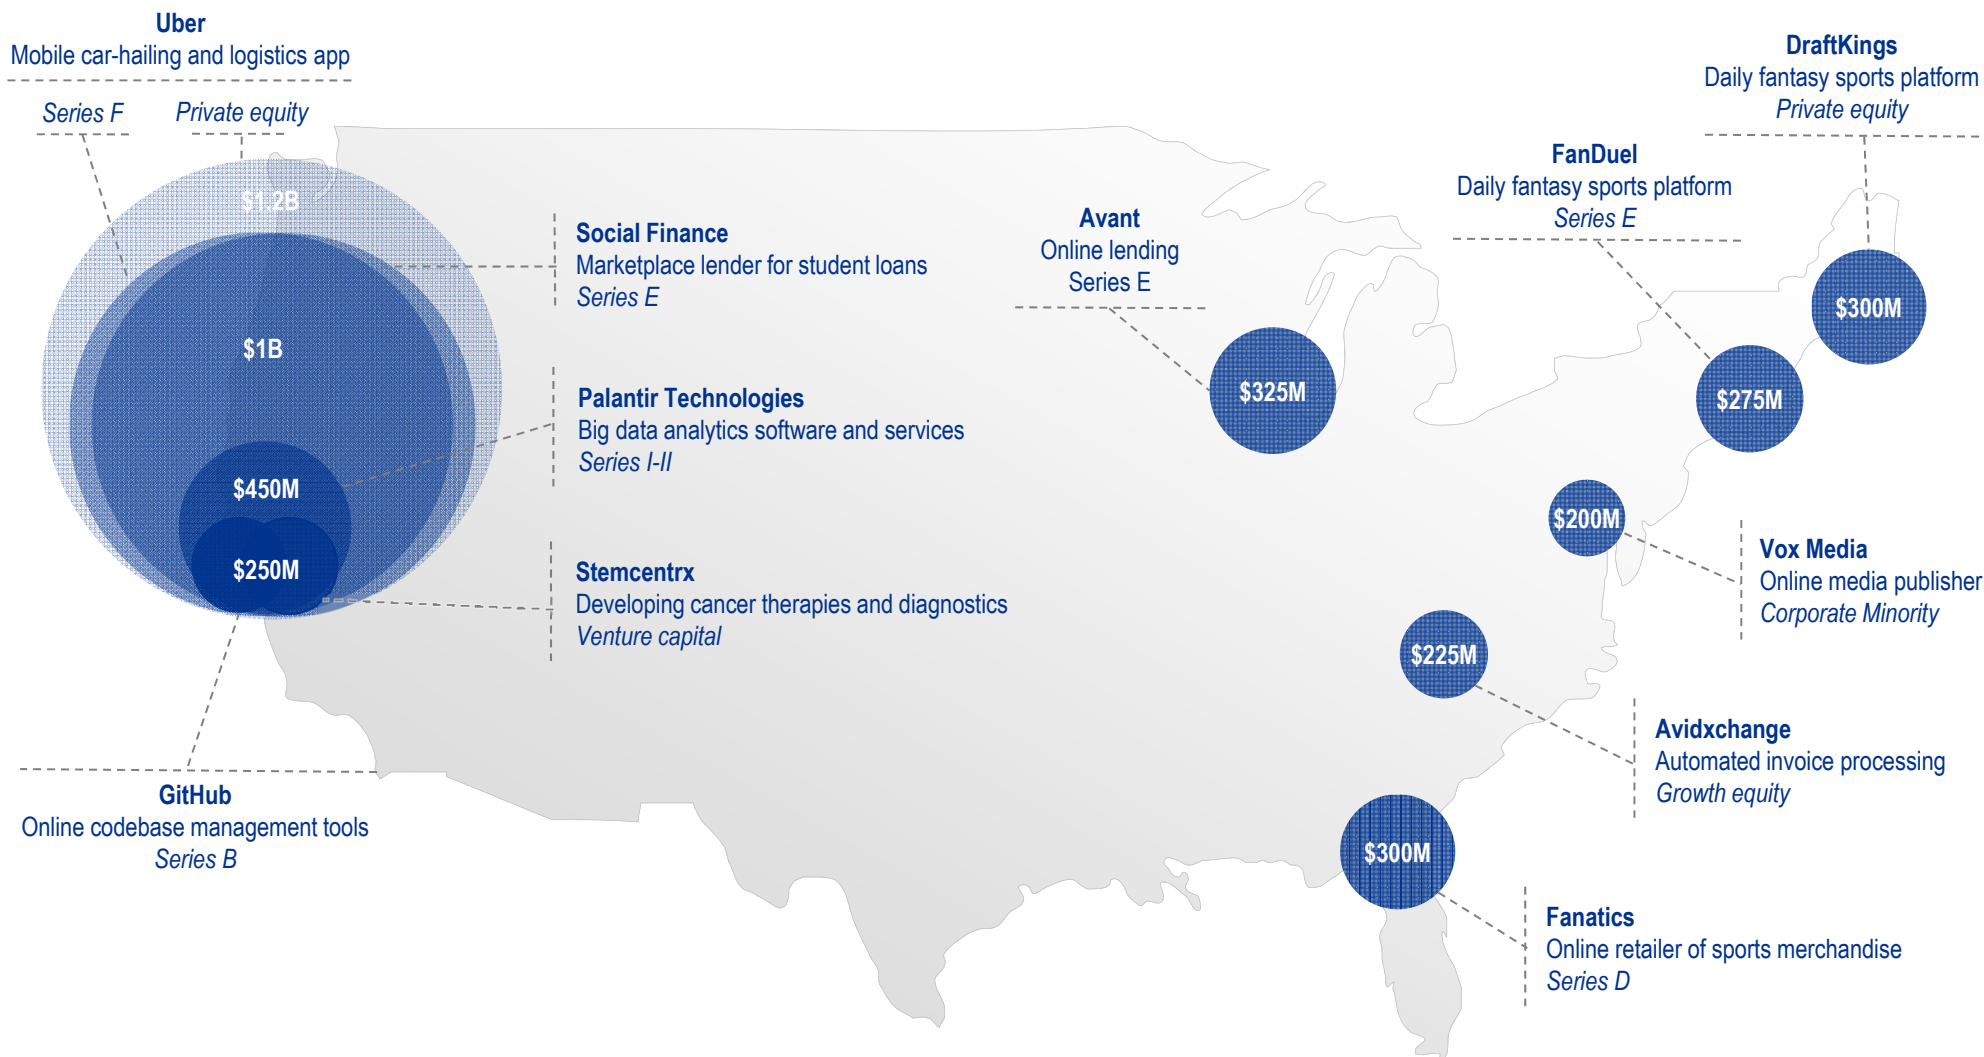 Uber
Mobile car-hailing and logistics app
Series F
Private equity
$1.2B
$1B
$450M
$250M
Social Finance
Marketplace lender for student loans
Series E
Palantir Technologies
Big data analytics software and services
Series I-II
Stemcentrx
Developing cancer therapies and diagnostics
Venture capital
GitHub
Online codebase management tools
Series B
Avant
Online lending
Series E
$325M
FanDuel
Daily fantasy sports platform
Series E
$275M
DraftKings
Daily fantasy sports platform
Private equity
$300M
$200M
Vox Media
Online media publisher
Corporate Minority
$225M
Avidxchange
Automated invoice processing
Growth equity
$300M
Fanatics
Online retailer of sports merchandise
Series D